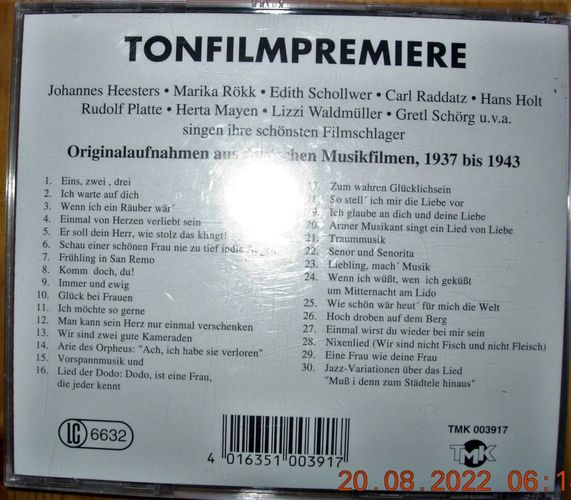 TONFILMPREMIERE
Johannes Heesters • Marika Rökk • Edith Schollwer • Carl Raddatz • Hans Holt
Rudolf Platte • Herta Mayen • Lizzi Waldmüller • Gretl Schörg u.v.a.
singen ihre schönsten Filmschlager
Originalaufnahmen aus Musikfilmen, 1937 bis 1943
1. Eins, zwei , drei
2. Ich warte auf dich
3. Wenn ich ein Räuber wär´
4. Einmal von Herzen verliebt sein
5. Er soll dein Herr, wie stolz das klingt!
6. Schau einer schönen Frau nie zu tief in die Augen
7. Frühling in San Remo
8. Komm doch, du!
9. Immer und ewig
10. Glück bei Frauen
11. Ich möchte so gerne
12. Man kann sein Herz nur einmal verschenken
13. Wir sind zwei gute Kameraden
14. Arie des Orpheus: "Ach, ich habe sie verloren"
15. Vorspannmusik und
16. Lied der Dodo: Dodo, ist eine Frau,
die jeder kennt
17. Zum wahren Glücklichsein
18. So stell´ ich mir die Liebe vor
19. Ich glaube an dich und deine Liebe
20. Armer Musikant singt ein Lied von Liebe
21. Traummusik
22. Senor und Senorita
23. Liebling, mach´ Musik
24. Wenn ich wüßt, wen ich geküßt
um Mitternacht am Lido
25. Wie schön wär heut´ für mich die Welt
26. Hoch droben auf dem Berg
27. Einmal wirst du wieder bei mir sein
28. Nixenlied (Wir sind nicht Fisch und nicht Fleisch)
29. Eine Frau wie deine Frau
30. Jazz-Variationen über das Lied
"Muß i denn zum Städtele hinaus"
LC 6632
4 016351 003917
TMK 003917
TMK
20.08.2022 06:1